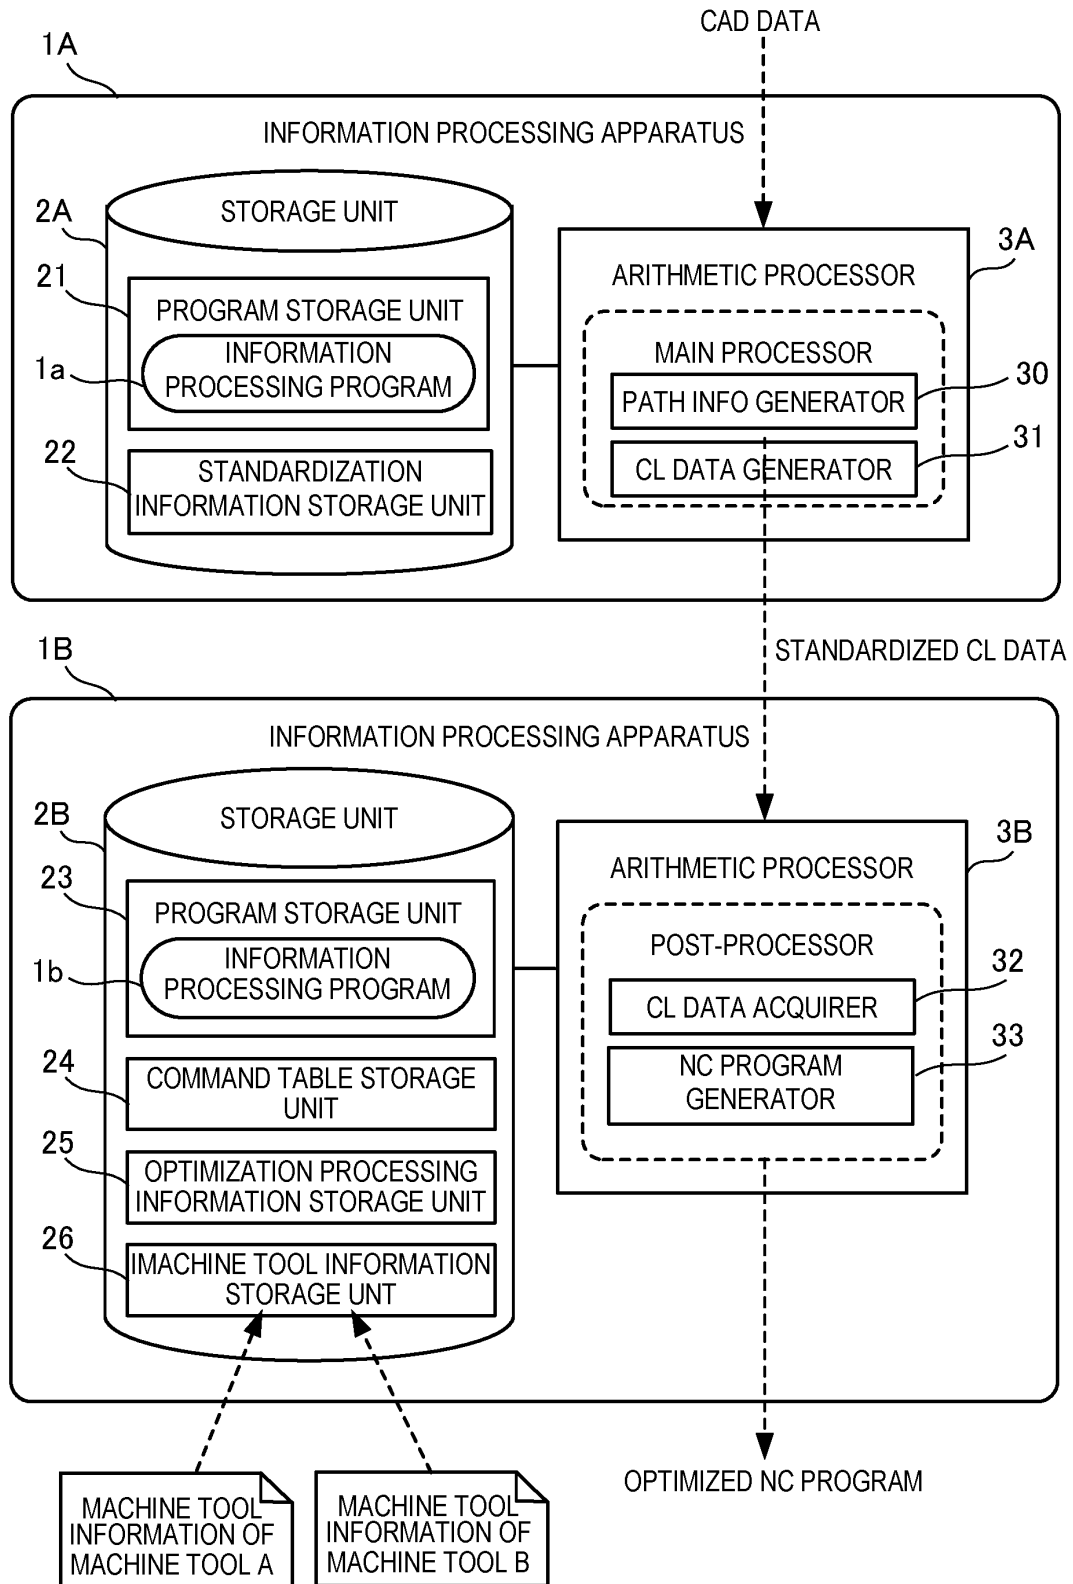 CAD DATA
1A
INFORMATION PROCESSING APPARATUS
2A
STORAGE UNIT
21
PROGRAM STORAGE UNIT
1a
INFORMATION
PROCESSING PROGRAM
22
STANDARDIZATION
INFORMATION STORAGE UNIT
3A
ARITHMETIC PROCESSOR
MAIN PROCESSOR
30
PATH INFO GENERATOR
31
CL DATA GENERATOR
STANDARDIZED CL DATA
1B
INFORMATION PROCESSING APPARATUS
2B
STORAGE UNIT
23
PROGRAM STORAGE UNIT
1b
INFORMATION
PROCESSING PROGRAM
24
COMMAND TABLE STORAGE
UNIT
25
OPTIMIZATION PROCESSING
INFORMATION STORAGE UNIT
26
IMACHINE TOOL INFORMATION
STORAGE UNT
3B
ARITHMETIC PROCESSOR
POST-PROCESSOR
32
CL DATA ACQUIRER
33
NC PROGRAM
GENERATOR
OPTIMIZED NC PROGRAM
MACHINE TOOL
INFORMATION OF
MACHINE TOOL A
MACHINE TOOL
INFORMATION OF
MACHINE TOOL B